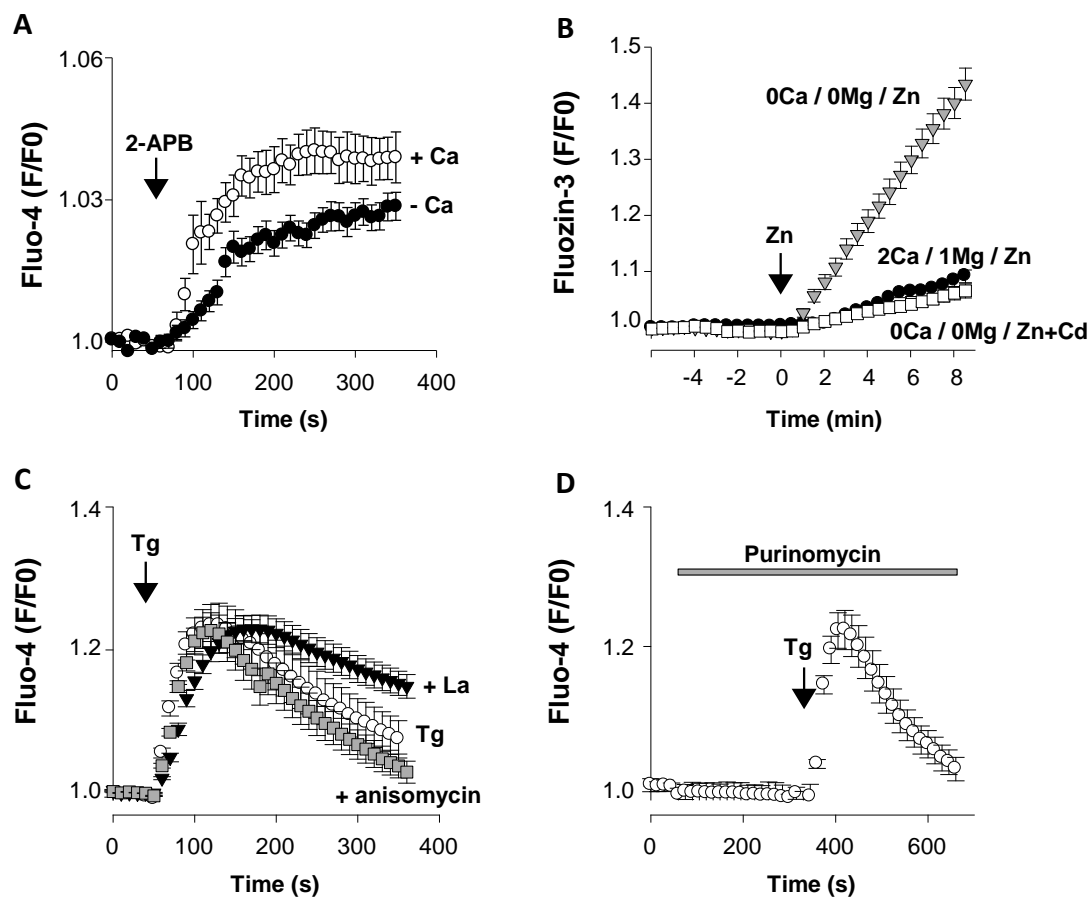 A
Fluo-4 (F/F0)
1.06
1.03
1.0
2-APB
+ Ca
- Ca
0 100 200 300 400
Time (s)
B
Fluozin-3 (F/F0)
1.5
1.4
1.3
1.2
1.1
1.0
0Ca / 0Mg / Zn
Zn
2Ca / 1Mg / Zn
0Ca / 0Mg / Zn+Cd
-4 -2 0 2 4 6 8
Time (min)
C
Fluo-4 (F/F0)
1.4
1.2
1.0
Tg
+ La
Tg
+ anisomycin
0 100 200 300 400
Time (s)
D
Fluo-4 (F/F0)
1.4
1.2
1.0
Purinomycin
Tg
0 200 400 600
Time (s)